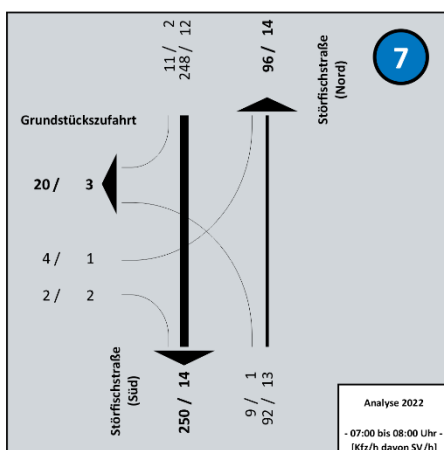 11 / 2
248 / 12
96 / 14
Störfischstraße
(Nord)
7
Grundstückszufahrt
20 / 3
4 / 1
2 / 2
Störfischstraße
(Süd)
250 / 14
9 / 1
92 / 13
Analyse 2022
- 07:00 bis 08:00 Uhr -
[Kfz/h davon SV/h]